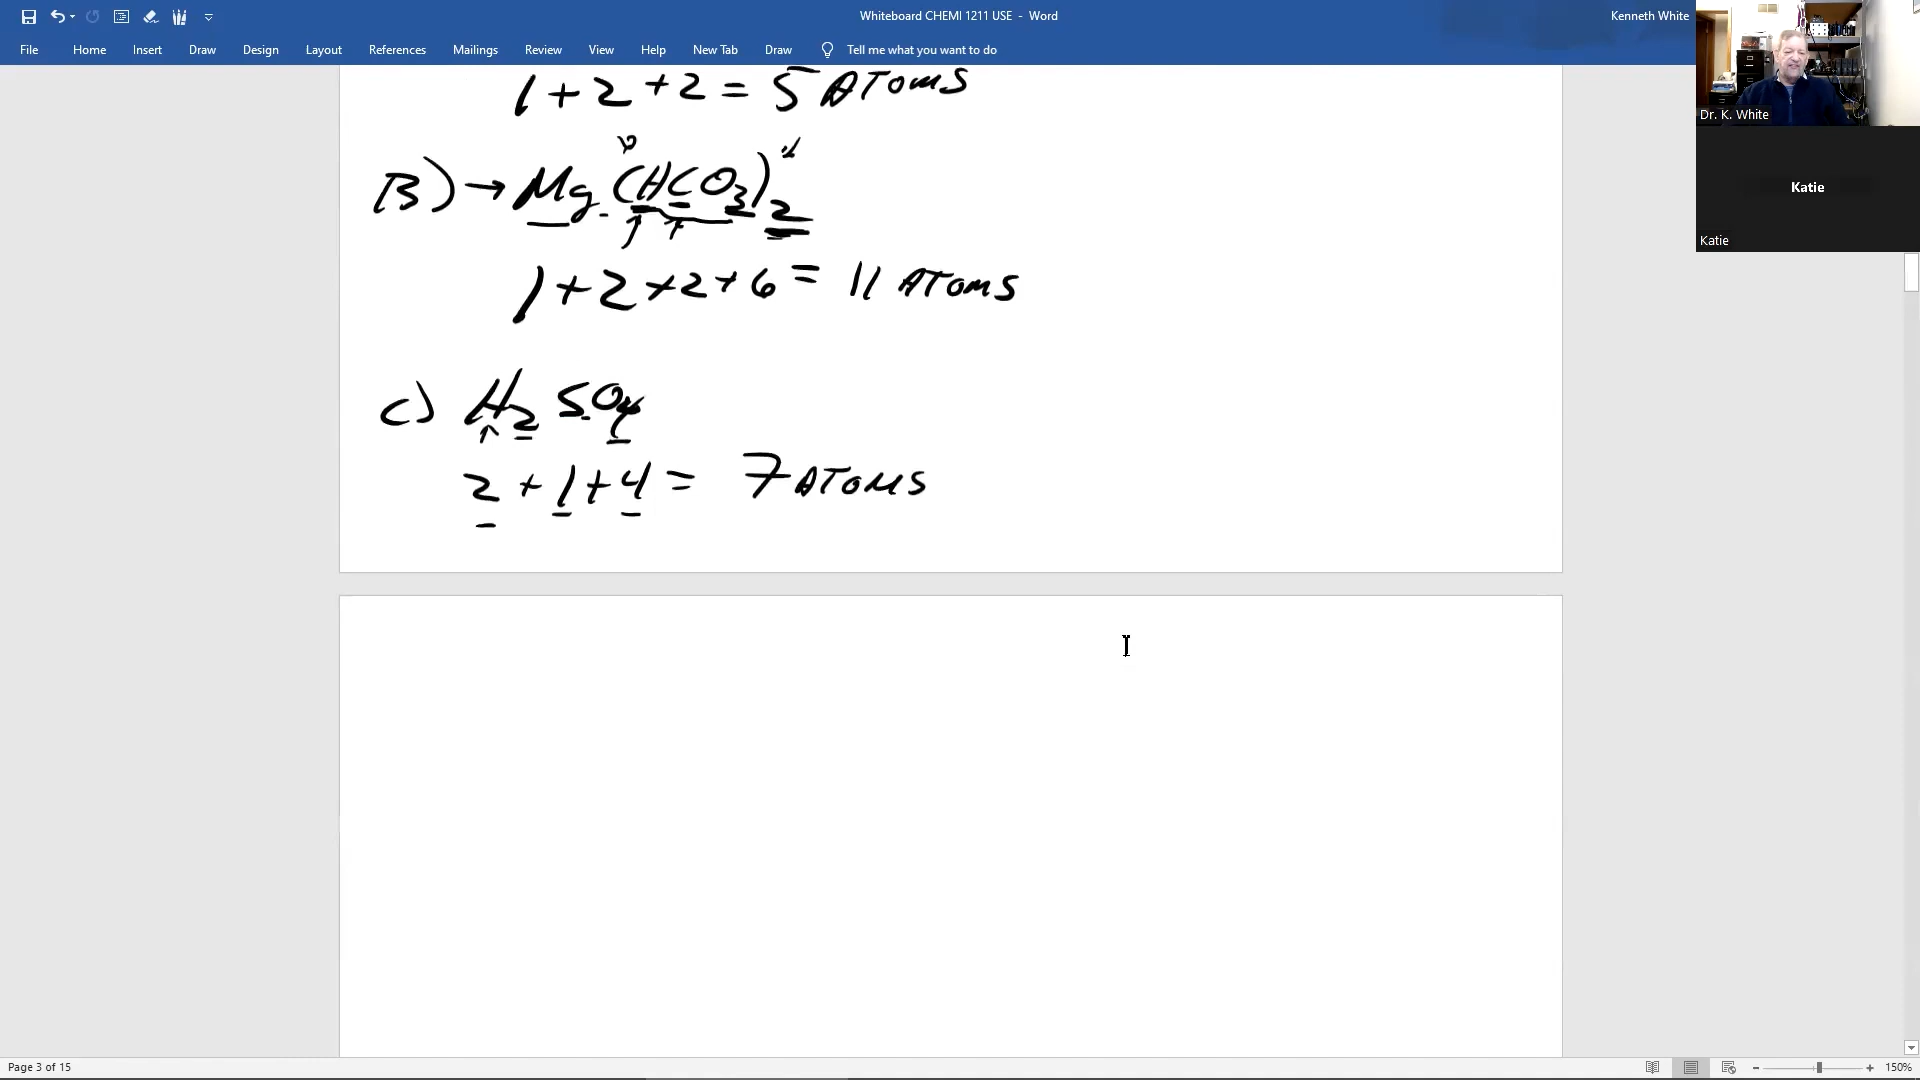 Whiteboard CHEMI 1211 USE - Word
Kenneth White
File Home Insert Draw Design Layout References Mailings Review View Help New Tab Draw Tell me what you want to do
1 + 2 + 2 = 5 ATOMS
B) → Mg (HCO3)2
1 + 2 + 2 + 6 = 11 ATOMS
C) H2 SO4
2 + 1 + 4 = 7 ATOMS
Dr. K. White
Katie
Katie
Page 3 of 15
150%